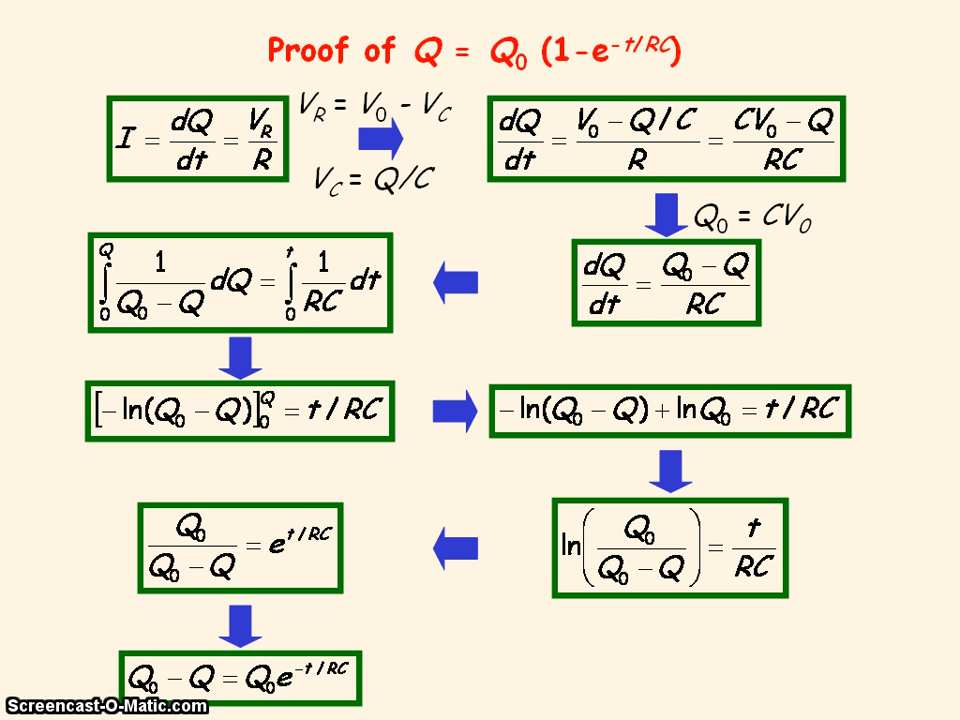 Proof of Q = Q₀ (1-e^(-t/RC))
I = dQ/dt = V_R/R
V_R = V₀ - V_C
V_C = Q/C
dQ/dt = (V₀ - Q/C)/R = (CV₀ - Q)/RC
Q₀ = CV₀
dQ/dt = (Q₀ - Q)/RC
∫₀^Q 1/(Q₀ - Q) dQ = ∫₀^t 1/RC dt
[-ln(Q₀ - Q)]₀^Q = t/RC
-ln(Q₀ - Q) + lnQ₀ = t/RC
ln(Q₀/(Q₀ - Q)) = t/RC
Q₀/(Q₀ - Q) = e^(t/RC)
Q₀ - Q = Q₀e^(-t/RC)
Screencast-O-Matic.com